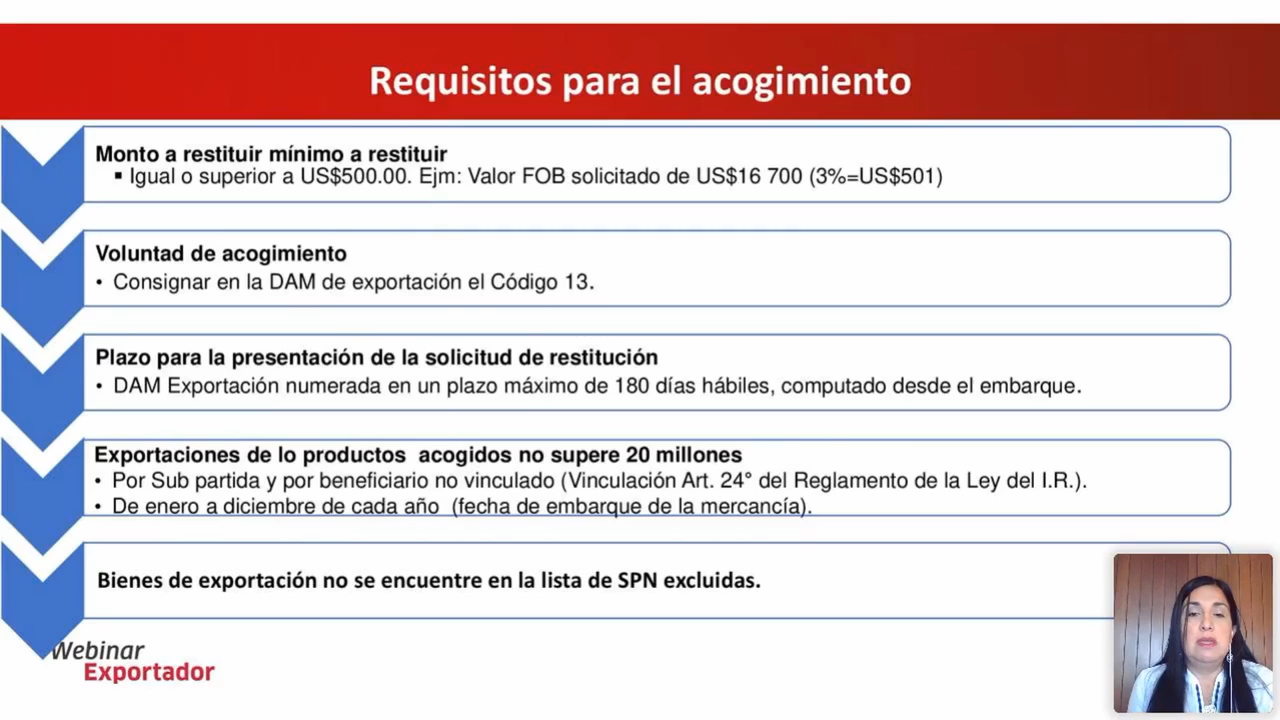 Requisitos para el acogimiento
Monto a restituir mínimo a restituir
▪ Igual o superior a US$500.00. Ejm: Valor FOB solicitado de US$16 700 (3%=US$501)
Voluntad de acogimiento
• Consignar en la DAM de exportación el Código 13.
Plazo para la presentación de la solicitud de restitución
• DAM Exportación numerada en un plazo máximo de 180 días hábiles, computado desde el embarque.
Exportaciones de lo productos acogidos no supere 20 millones
• Por Sub partida y por beneficiario no vinculado (Vinculación Art. 24° del Reglamento de la Ley del I.R.).
• De enero a diciembre de cada año (fecha de embarque de la mercancía).
Bienes de exportación no se encuentre en la lista de SPN excluidas.
Webinar
Exportador